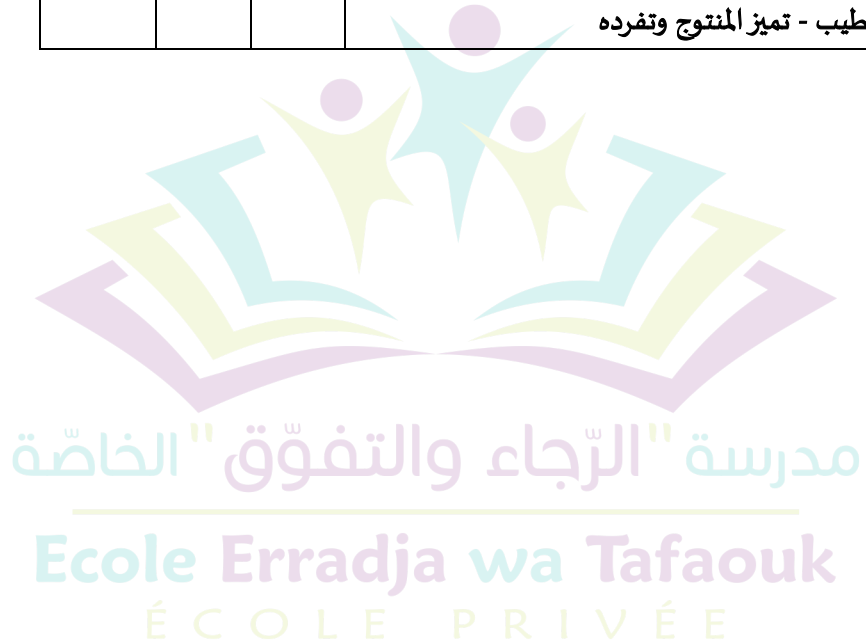 طيب - تميز المنتوج وتفرده
مدرسة "الرّجاء والتفوّق" الخاصّة
Ecole Erradja wa Tafaouk
ÉCOLE PRIVÉE